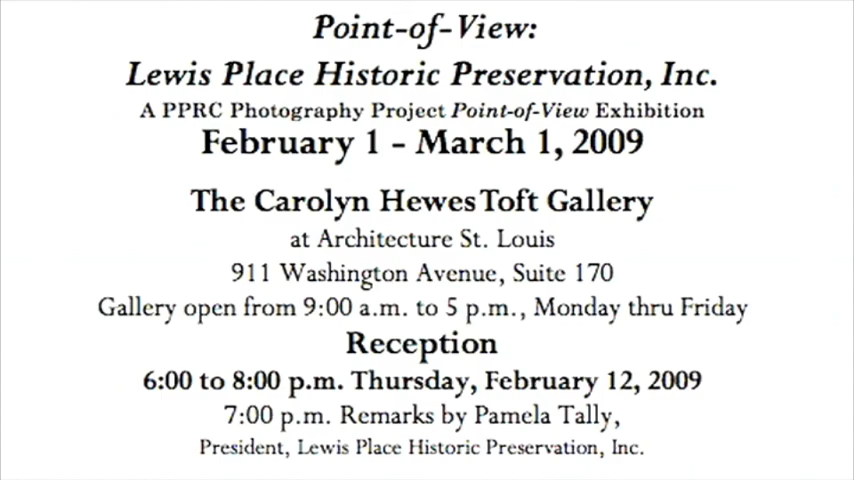 Point-of-View:
Lewis Place Historic Preservation, Inc.
A PPRC Photography Project Point-of-View Exhibition
February 1 - March 1, 2009
The Carolyn Hewes Toft Gallery
at Architecture St. Louis
911 Washington Avenue, Suite 170
Gallery open from 9:00 a.m. to 5 p.m., Monday thru Friday
Reception
6:00 to 8:00 p.m. Thursday, February 12, 2009
7:00 p.m. Remarks by Pamela Tally,
President, Lewis Place Historic Preservation, Inc.